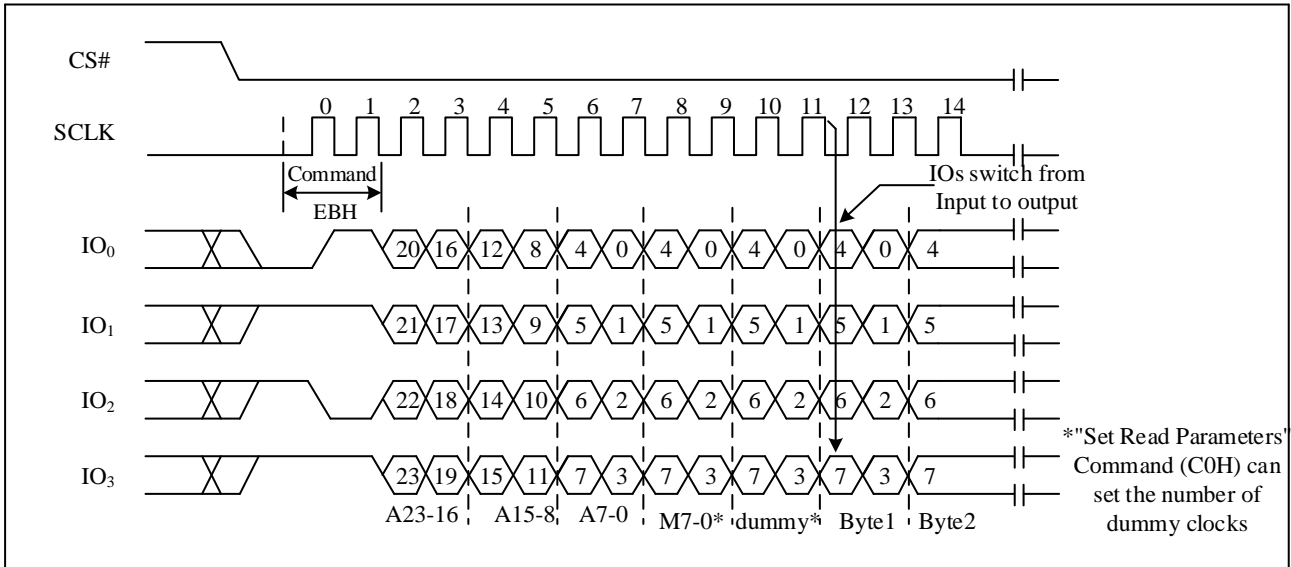 CS#
0 1 2 3 4 5 6 7 8 9 10 11 12 13 14
SCLK
Command
EBH
IOs switch from
Input to output
IO0 20 16 12 8 4 0 4 0 4 0 4 0 4
IO1 21 17 13 9 5 1 5 1 5 1 5 1 5
IO2 22 18 14 10 6 2 6 2 6 2 6 2 6
IO3 23 19 15 11 7 3 7 3 7 3 7 3 7
A23-16 A15-8 A7-0 M7-0* dummy* Byte1 Byte2
*"Set Read Parameters"
Command (C0H) can
set the number of
dummy clocks